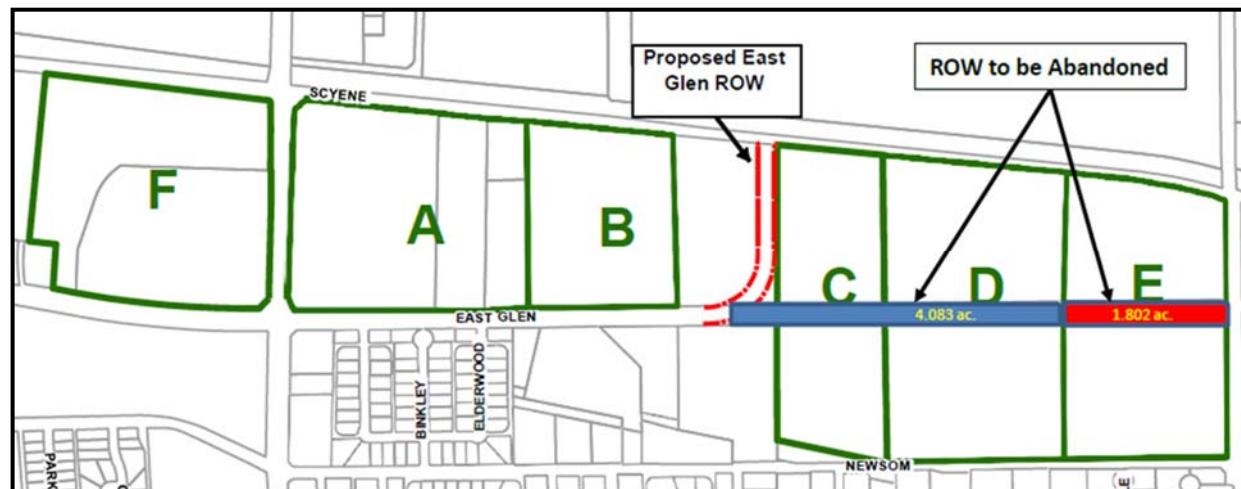 Proposed East
Glen ROW
ROW to be Abandoned
SCYENE
F
A
B
C
D
E
EAST GLEN
4.083 ac.
1.802 ac.
BINKLEY
ELDERWOOD
NEWSOM
PARK